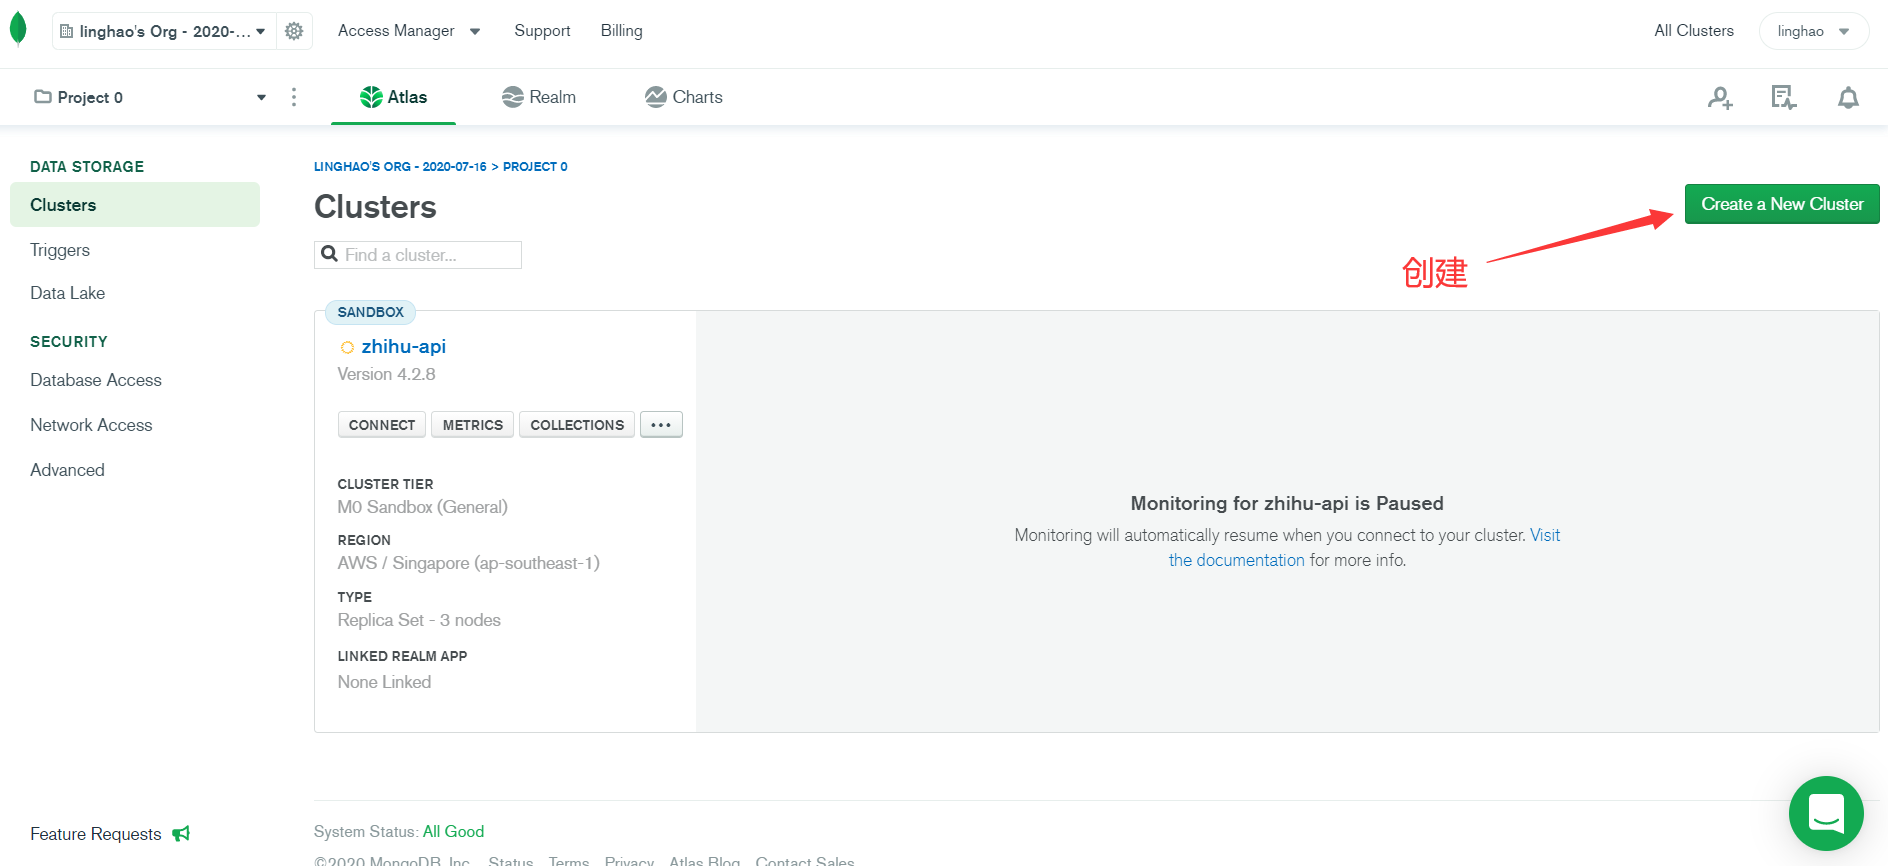 linghao's Org - 2020-... Access Manager Support Billing All Clusters linghao
Project 0 Atlas Realm Charts
DATA STORAGE
Clusters
Triggers
Data Lake
SECURITY
Database Access
Network Access
Advanced
Feature Requests
LINGHAO'S ORG - 2020-07-16 > PROJECT 0
Clusters
Create a New Cluster
创建
Find a cluster...
SANDBOX
zhihu-api
Version 4.2.8
CONNECT METRICS COLLECTIONS ...
CLUSTER TIER
M0 Sandbox (General)
REGION
AWS / Singapore (ap-southeast-1)
TYPE
Replica Set - 3 nodes
LINKED REALM APP
None Linked
Monitoring for zhihu-api is Paused
Monitoring will automatically resume when you connect to your cluster. Visit
the documentation for more info.
System Status: All Good
©2020 MongoDB, Inc. Status Terms Privacy Atlas Blog Contact Sales